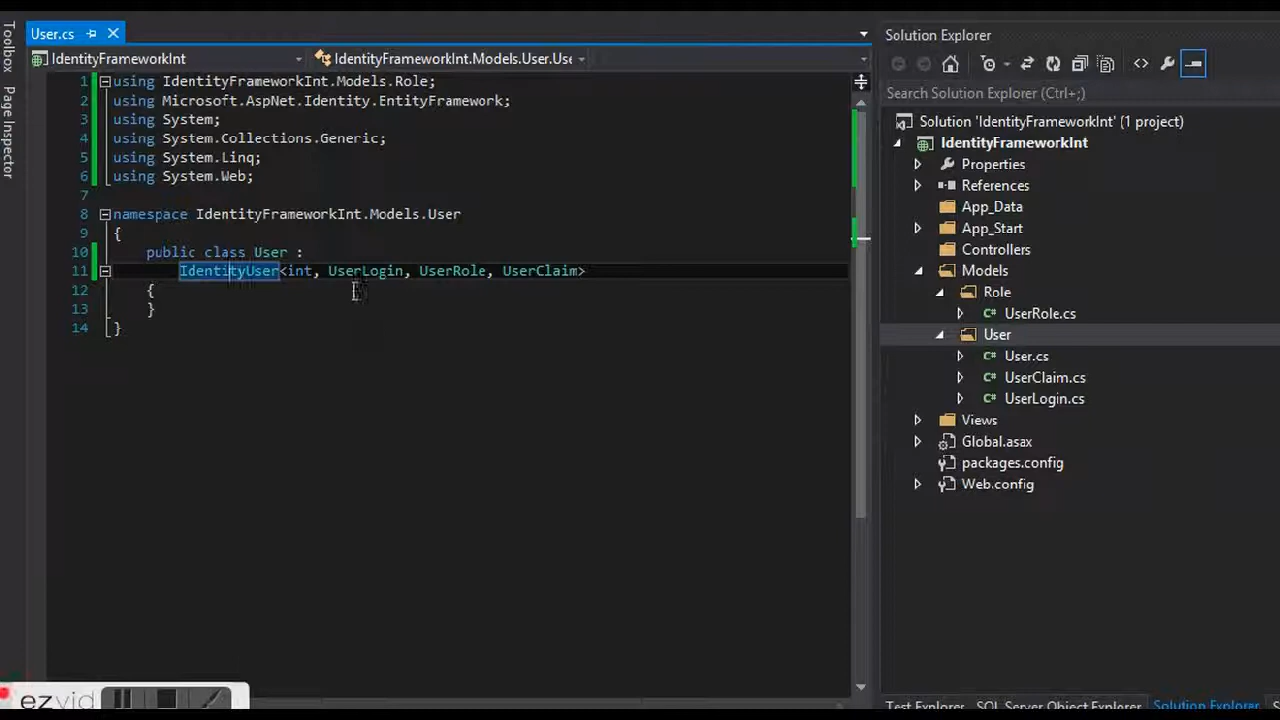 Toolbox
Page Inspector
User.cs
IdentityFrameworkInt
IdentityFrameworkInt.Models.User.Use
1 using IdentityFrameworkInt.Models.Role;
2 using Microsoft.AspNet.Identity.EntityFramework;
3 using System;
4 using System.Collections.Generic;
5 using System.Linq;
6 using System.Web;
7
8 namespace IdentityFrameworkInt.Models.User
9 {
10 public class User :
11 IdentityUser<int, UserLogin, UserRole, UserClaim>
12 {
13 }
14 }
Solution Explorer
Search Solution Explorer (Ctrl+;)
Solution 'IdentityFrameworkInt' (1 project)
IdentityFrameworkInt
Properties
References
App_Data
App_Start
Controllers
Models
Role
C# UserRole.cs
User
C# User.cs
C# UserClaim.cs
C# UserLogin.cs
Views
Global.asax
packages.config
Web.config
Test Explorer
SQL Server Object Explorer
Solution Explorer
ezvid